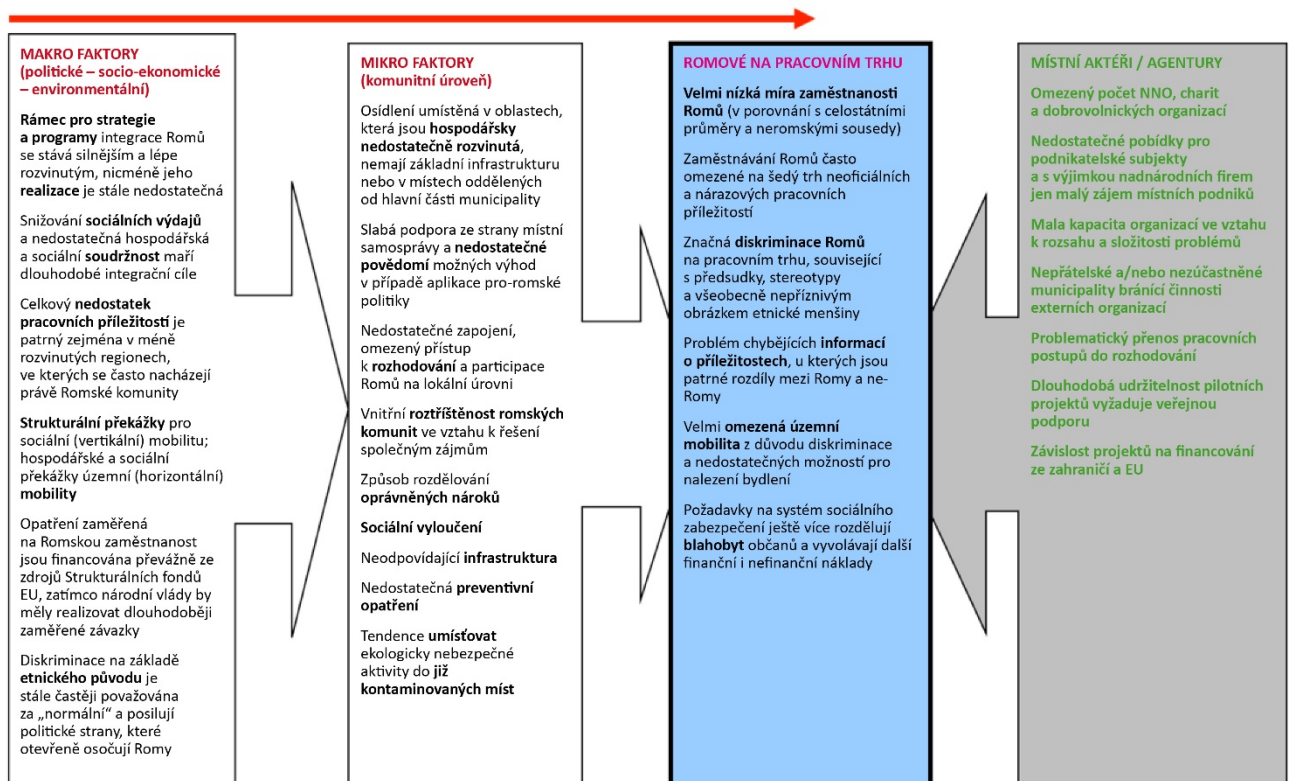 MAKRO FAKTORY
(politické – socio-ekonomické
– environmentální)
Rámec pro strategie
a programy integrace Romů
se stává silnějším a lépe
rozvinutým, nicméně jeho
realizace je stále nedostatečná
Snižování sociálních výdajů
a nedostatečná hospodářská
a sociální soudržnost maří
dlouhodobé integrační cíle
Celkový nedostatek
pracovních příležitostí je
patrný zejména v méně
rozvinutých regionech,
ve kterých se často nacházejí
právě Romské komunity
Strukturální překážky pro
sociální (vertikální) mobilitu;
hospodářské a sociální
překážky územní (horizontální)
mobility
Opatření zaměřená
na Romskou zaměstnanost
jsou financována převážně ze
zdrojů Strukturálních fondů
EU, zatímco národní vlády by
měly realizovat dlouhodoběji
zaměřené závazky
Diskriminace na základě
etnického původu je
stále častěji považována
za „normální“ a posilují
politické strany, které
otevřeně osočují Romy
MIKRO FAKTORY
(komunitní úroveň)
Osídlení umístěná v oblastech,
která jsou hospodářsky
nedostatečně rozvinutá,
nemají základní infrastrukturu
nebo v místech oddělených
od hlavní části municipality
Slabá podpora ze strany místní
samosprávy a nedostatečné
povědomí možných výhod
v případě aplikace pro-romské
politiky
Nedostatečné zapojení,
omezený přístup
k rozhodování a participace
Romů na lokální úrovni
Vnitřní roztříštěnost romských
komunit ve vztahu k řešení
společným zájmům
Způsob rozdělování
oprávněných nároků
Sociální vyloučení
Neodpovídající infrastruktura
Nedostatečná preventivní
opatření
Tendence umísťovat
ekologicky nebezpečné
aktivity do již
kontaminovaných míst
ROMOVÉ NA PRACOVNÍM TRHU
Velmi nízká míra zaměstnanosti
Romů (v porovnání s celostátními
průměry a neromskými sousedy)
Zaměstnávání Romů často
omezené na šedý trh neoficiálních
a nárazových pracovních
příležitostí
Značná diskriminace Romů
na pracovním trhu, související
s předsudky, stereotypy
a všeobecně nepříznivým
obrázkem etnické menšiny
Problém chybějících informací
o příležitostech, u kterých jsou
patrné rozdíly mezi Romy a ne-
Romy
Velmi omezená územní
mobilita z důvodu diskriminace
a nedostatečných možností pro
nalezení bydlení
Požadavky na systém sociálního
zabezpečení ještě více rozdělují
blahobyt občanů a vyvolávají další
finanční i nefinanční náklady
MÍSTNÍ AKTÉŘI / AGENTURY
Omezený počet NNO, charit
a dobrovolnických organizací
Nedostatečné pobídky pro
podnikatelské subjekty
a s výjimkou nadnárodních firem
jen malý zájem místních podniků
Mala kapacita organizací ve vztahu
k rozsahu a složitosti problémů
Nepřátelské a/nebo nezúčastněné
municipality bránící činnosti
externích organizací
Problematický přenos pracovních
postupů do rozhodování
Dlouhodobá udržitelnost pilotních
projektů vyžaduje veřejnou
podporu
Závislost projektů na financování
ze zahraničí a EU